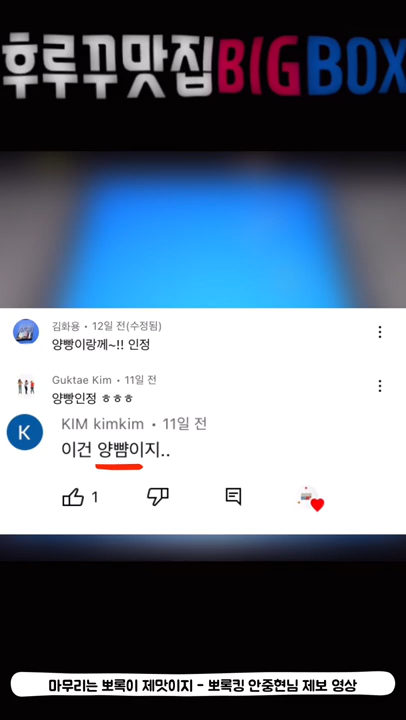 후루꾸맛집BIGBOX
김화용 • 12일 전(수정됨)
양빵이랑께~!! 인정
Guktae Kim • 11일 전
양빵인정 ㅎㅎㅎ
K
KIM kimkim • 11일 전
이건 양뺨이지..
1
마무리는 뽀록이 제맛이지 - 뽀록킹 안중현님 제보 영상